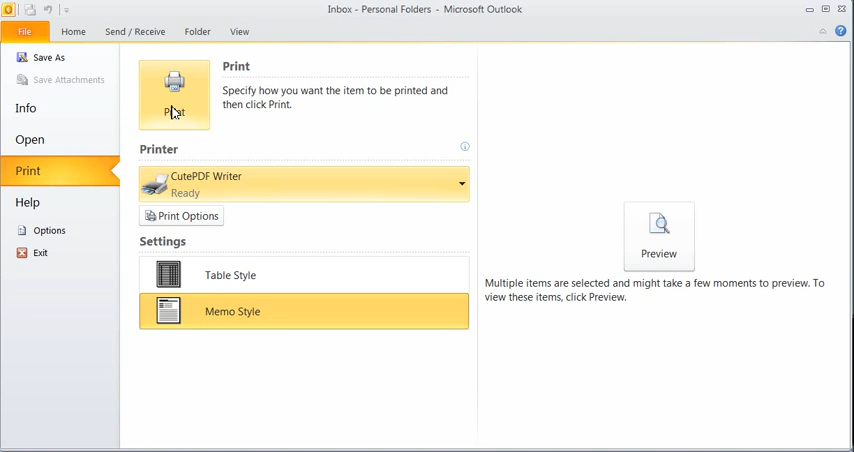 Inbox - Personal Folders - Microsoft Outlook
File Home Send / Receive Folder View
Save As
Save Attachments
Info
Open
Print
Help
Options
Exit
Print
Print
Specify how you want the item to be printed and
then click Print.
Printer
CutePDF Writer
Ready
Print Options
Settings
Table Style
Memo Style
Preview
Multiple items are selected and might take a few moments to preview. To
view these items, click Preview.